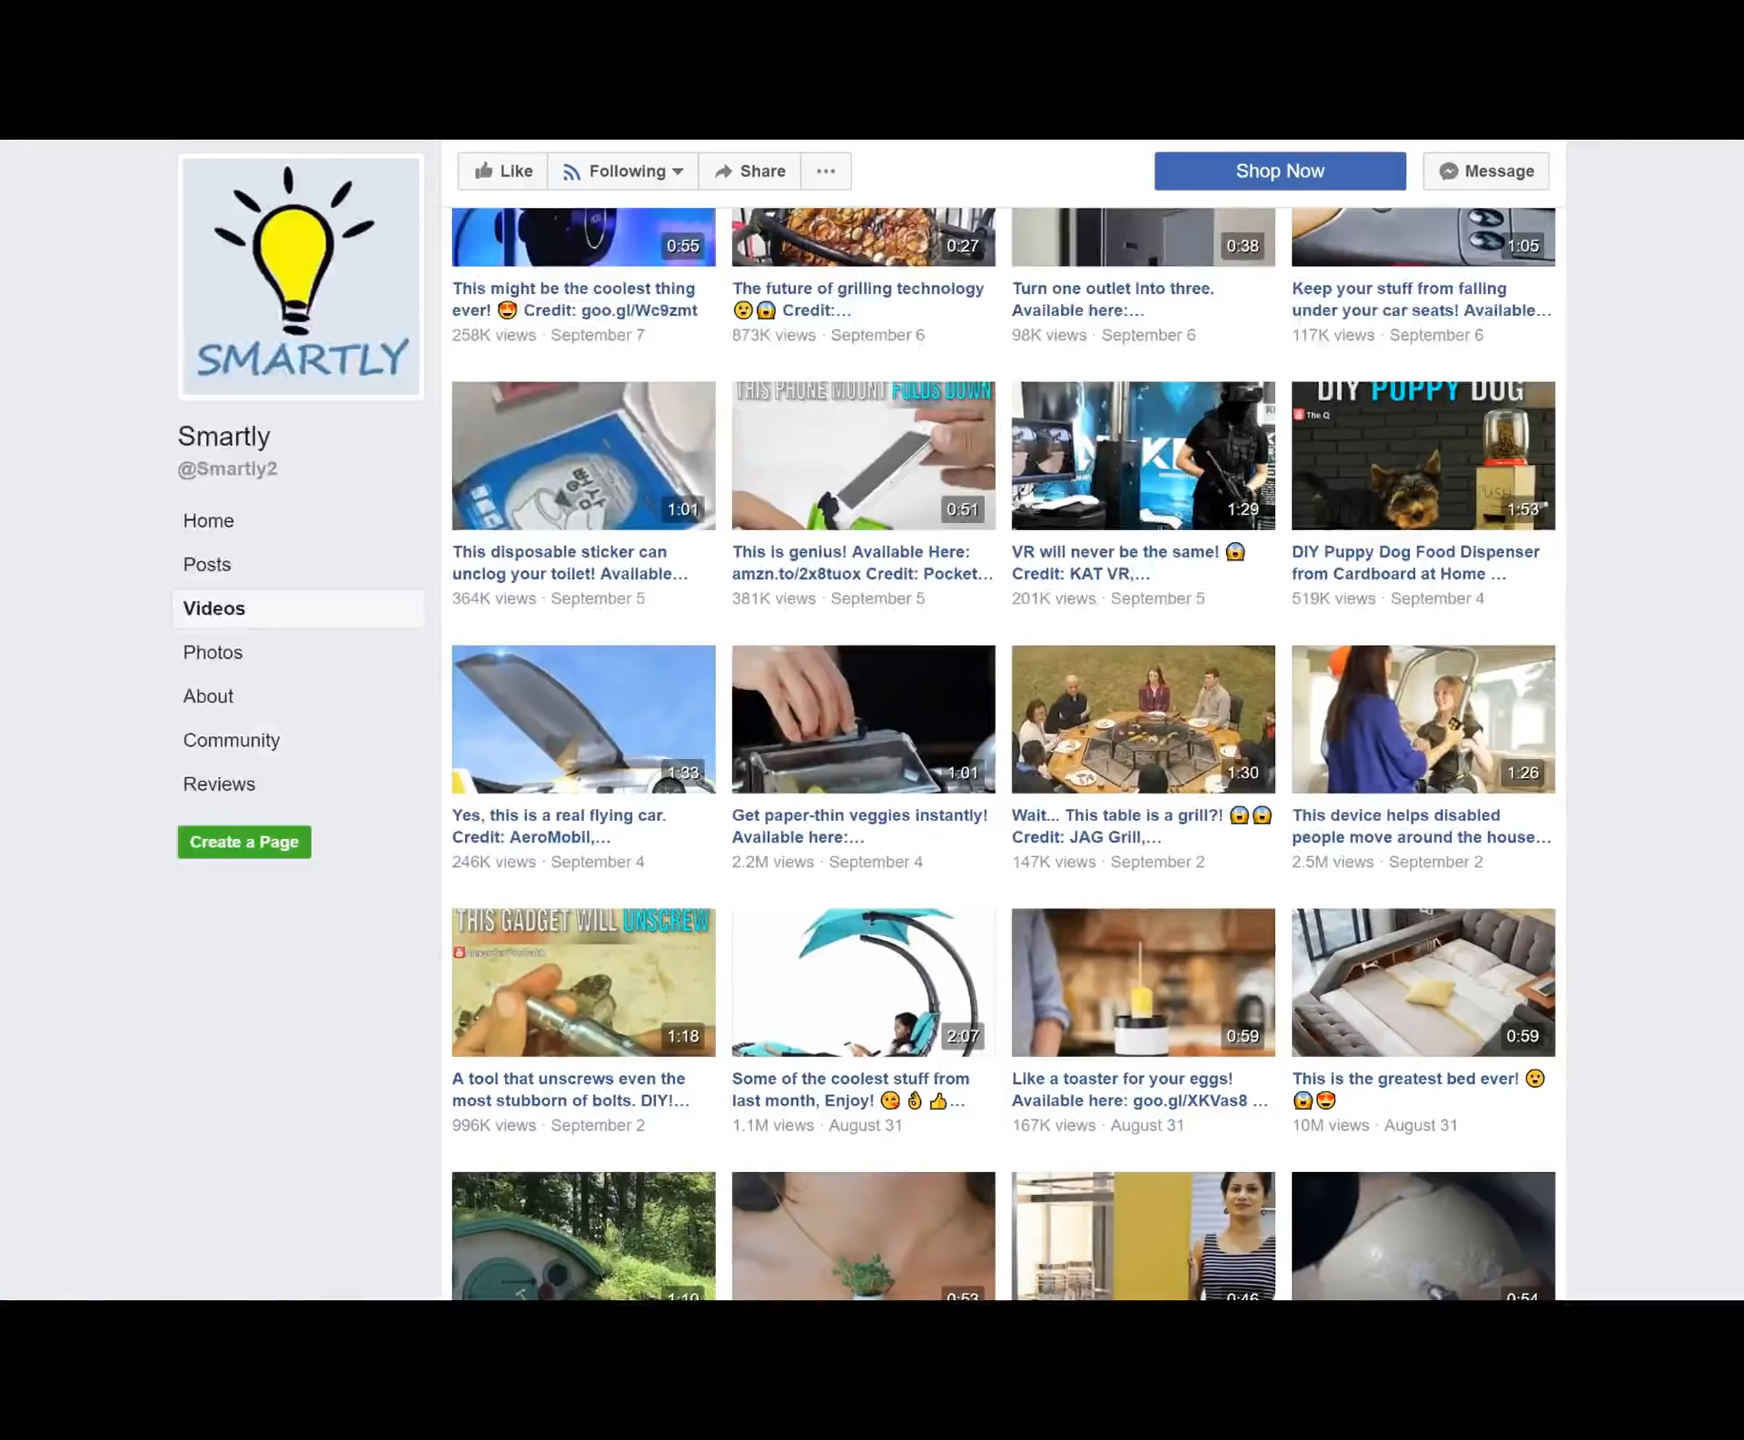 SMARTLY
Smartly
@Smartly2
Home
Posts
Videos
Photos
About
Community
Reviews
Create a Page
Like
Following
Share
Shop Now
Message
0:55
0:27
0:38
1:05
This might be the coolest thing
ever! 😍 Credit: goo.gl/Wc9zmt
258K views · September 7
The future of grilling technology
😮😱 Credit:...
873K views · September 6
Turn one outlet into three.
Available here:...
98K views · September 6
Keep your stuff from falling
under your car seats! Available...
117K views · September 6
1:01
THIS PHONE MOUNT FOLDS DOWN
0:51
1:29
DIY PUPPY DOG
The Q
PUSH
1:53
This disposable sticker can
unclog your toilet! Available...
364K views · September 5
This is genius! Available Here:
amzn.to/2x8tuox Credit: Pocket...
381K views · September 5
VR will never be the same! 😱
Credit: KAT VR,...
201K views · September 5
DIY Puppy Dog Food Dispenser
from Cardboard at Home ...
519K views · September 4
1:33
1:01
1:30
1:26
Yes, this is a real flying car.
Credit: AeroMobil,...
246K views · September 4
Get paper-thin veggies instantly!
Available here:...
2.2M views · September 4
Wait... This table is a grill?! 😱😱
Credit: JAG Grill,...
147K views · September 2
This device helps disabled
people move around the house...
2.5M views · September 2
THIS GADGET WILL UNSCREW
1:18
2:07
0:59
0:59
A tool that unscrews even the
most stubborn of bolts. DIY!...
996K views · September 2
Some of the coolest stuff from
last month, Enjoy! 😘👌👍...
1.1M views · August 31
Like a toaster for your eggs!
Available here: goo.gl/XKVas8 ...
167K views · August 31
This is the greatest bed ever! 😮
😱😍
10M views · August 31
1:10
0:53
0:46
0:54